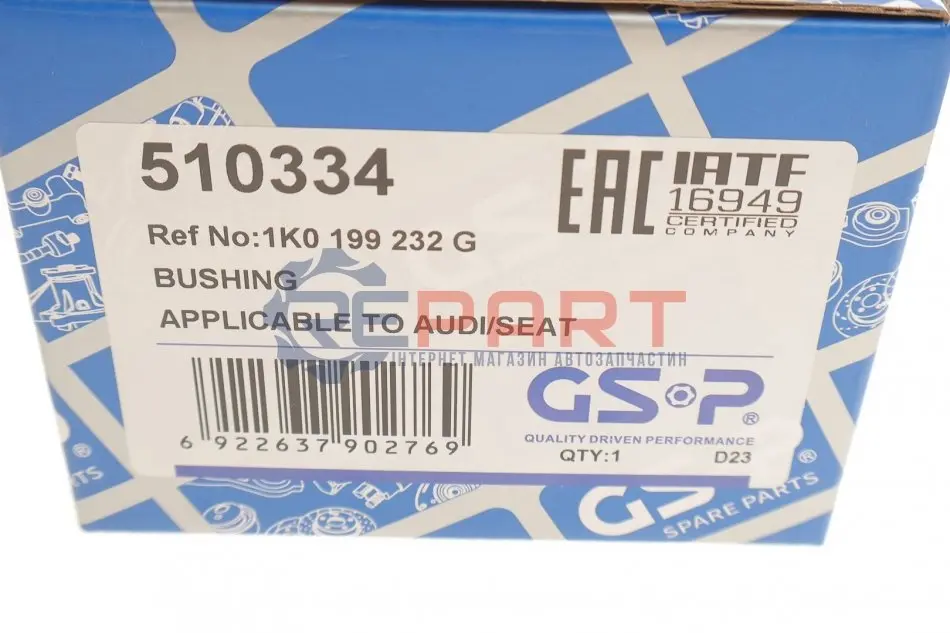 510334
EAC
IATF
16949
CERTIFIED
COMPANY
Ref No:1K0 199 232 G
BUSHING
APPLICABLE TO AUDI/SEAT
REPART
ІНТЕРНЕТ МАГАЗИН АВТОЗАПЧАСТИН
6 922637 902769
GSP®
QUALITY DRIVEN PERFORMANCE
QTY:1 D23
GSP
SPARE PARTS